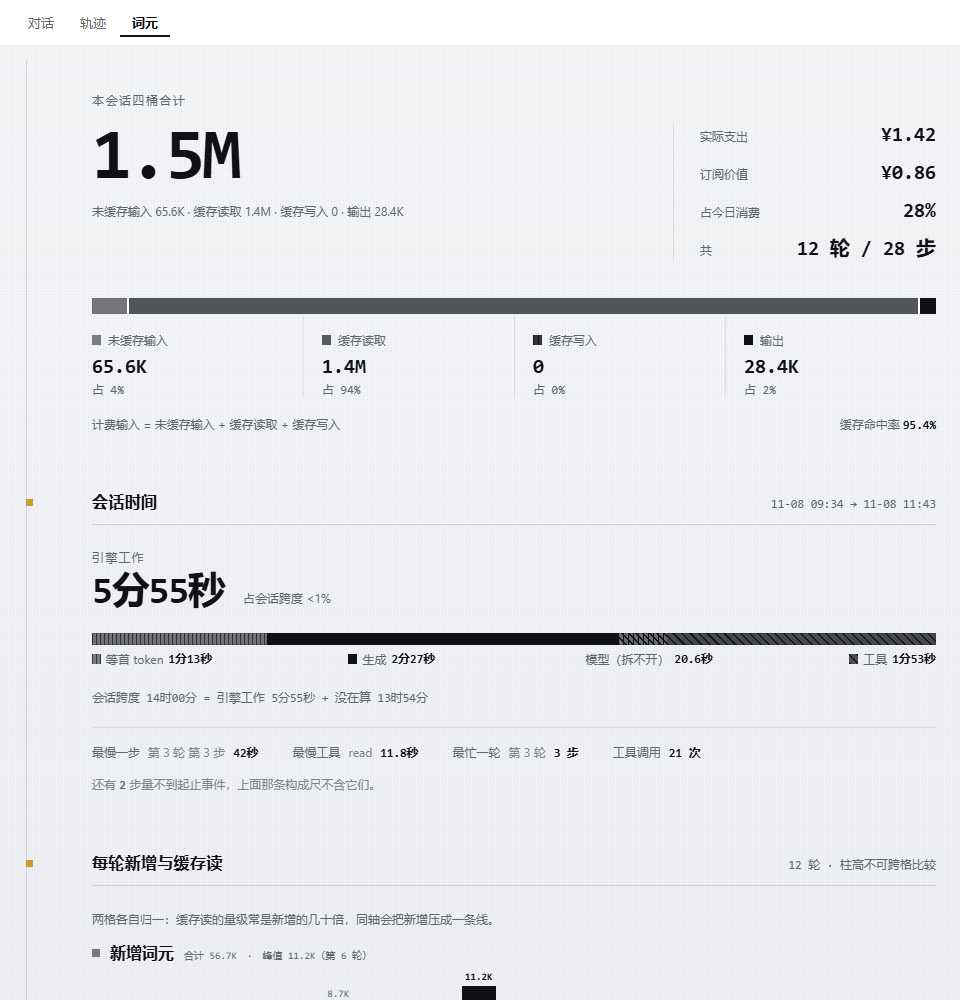 对话 轨迹 词元
本会话四桶合计
1.5M
未缓存输入 65.6K · 缓存读取 1.4M · 缓存写入 0 · 输出 28.4K
实际支出 ¥1.42
订阅价值 ¥0.86
占今日消费 28%
共 12 轮 / 28 步
未缓存输入 缓存读取 缓存写入 输出
65.6K 1.4M 0 28.4K
占 4% 占 94% 占 0% 占 2%
计费输入 = 未缓存输入 + 缓存读取 + 缓存写入 缓存命中率 95.4%
会话时间 11-08 09:34 → 11-08 11:43
引擎工作
5分55秒 占会话跨度 <1%
等首 token 1分13秒 生成 2分27秒 模型（拆不开） 20.6秒 工具 1分53秒
会话跨度 14时00分 = 引擎工作 5分55秒 + 没在算 13时54分
最慢一步 第 3 轮 第 3 步 42秒 最慢工具 read 11.8秒 最忙一轮 第 3 轮 3 步 工具调用 21 次
还有 2 步量不到起止事件，上面那条构成尺不含它们。
每轮新增与缓存读 12 轮 · 柱高不可跨格比较
两格各自归一：缓存读的量级常是新增的几十倍，同轴会把新增压成一条线。
新增词元 合计 56.7K · 峰值 11.2K（第 6 轮）
11.2K
8.7K